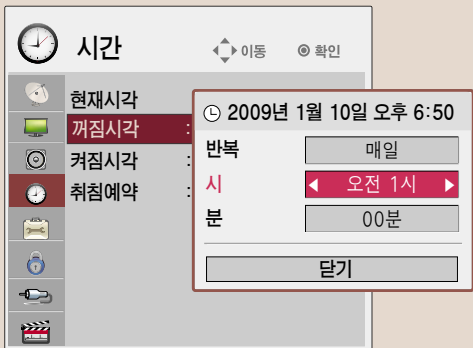 시간 이동 확인
현재시각
꺼짐시각 :
켜짐시각 :
취침예약 :
2009년 1월 10일 오후 6:50
반복 매일
시 오전 1시
분 00분
닫기